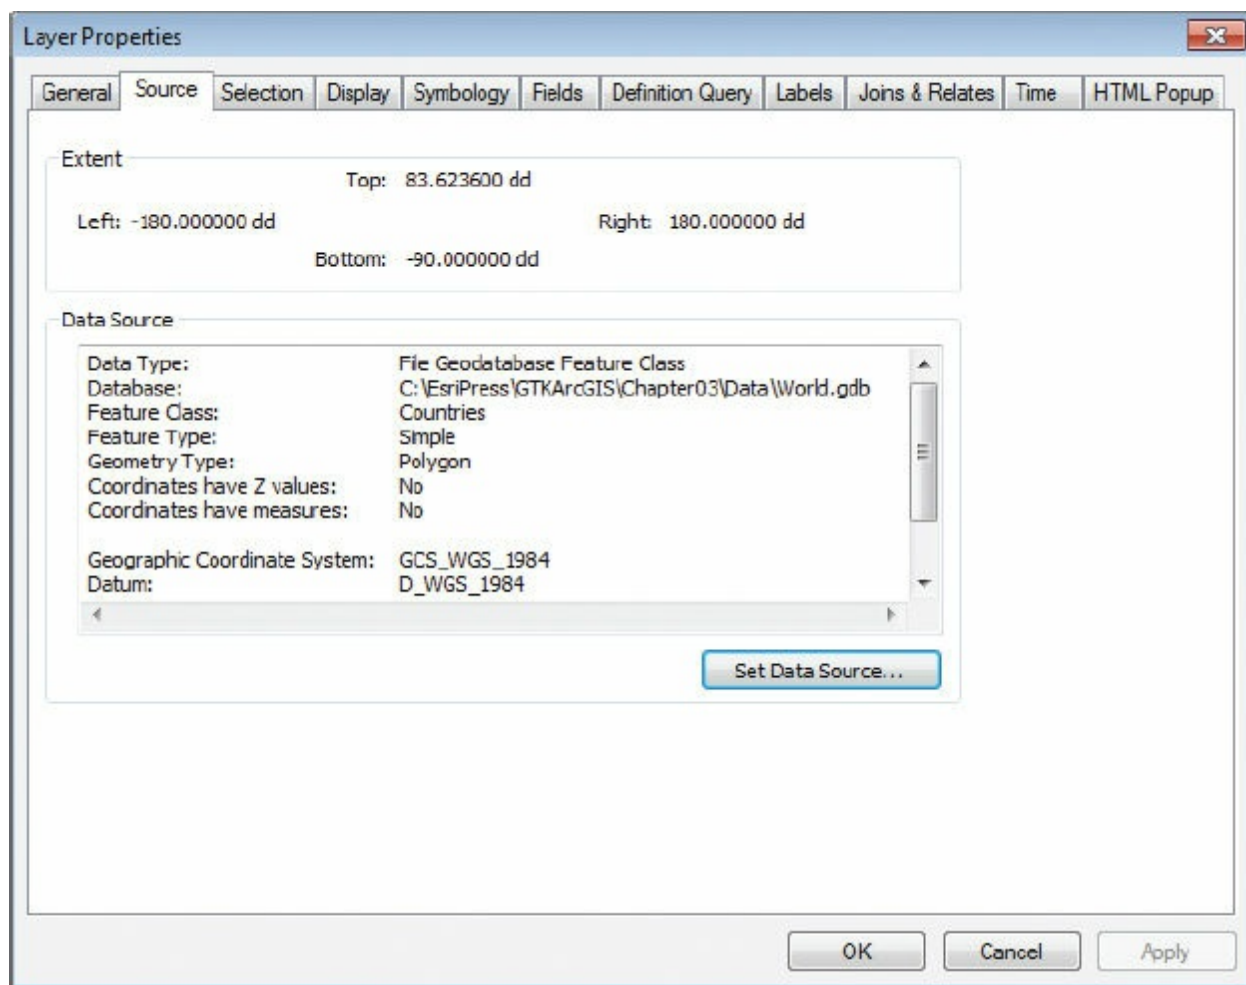 Layer Properties
General Source Selection Display Symbology Fields Definition Query Labels Joins & Relates Time HTML Popup
Extent
Top: 83.623600 dd
Left: -180.000000 dd Right: 180.000000 dd
Bottom: -90.000000 dd
Data Source
Data Type: File Geodatabase Feature Class
Database: C:\EsriPress\GTKArcGIS\Chapter03\Data\World.gdb
Feature Class: Countries
Feature Type: Simple
Geometry Type: Polygon
Coordinates have Z values: No
Coordinates have measures: No
Geographic Coordinate System: GCS_WGS_1984
Datum: D_WGS_1984
Set Data Source...
OK Cancel Apply